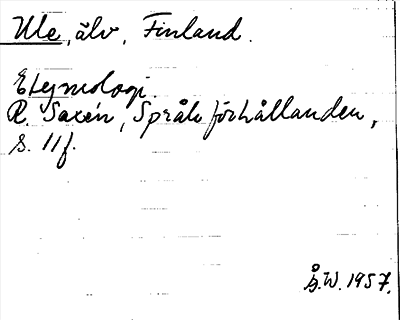 Ule, älv, Finland.
Etymologi.
R. Saxén, Språkförhållanden,
s. 11 f.
Å.W. 1957.